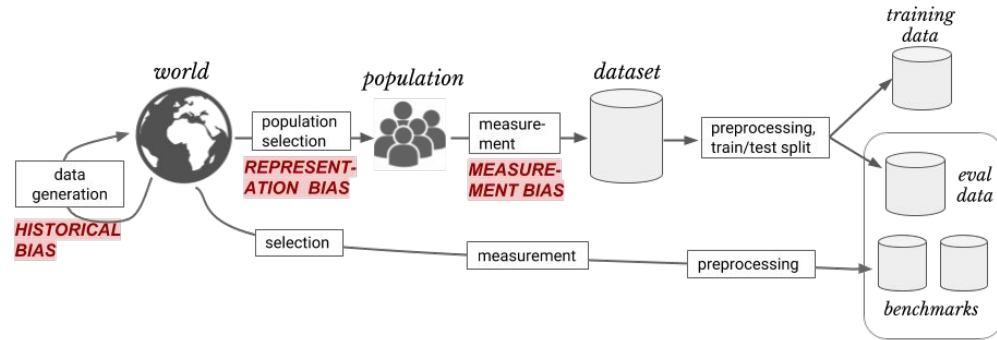 world
data
generation
HISTORICAL
BIAS
population
selection
REPRESENT-
ATION BIAS
population
measure-
ment
MEASURE-
MENT BIAS
dataset
preprocessing,
train/test split
training
data
eval
data
selection
measurement
preprocessing
benchmarks